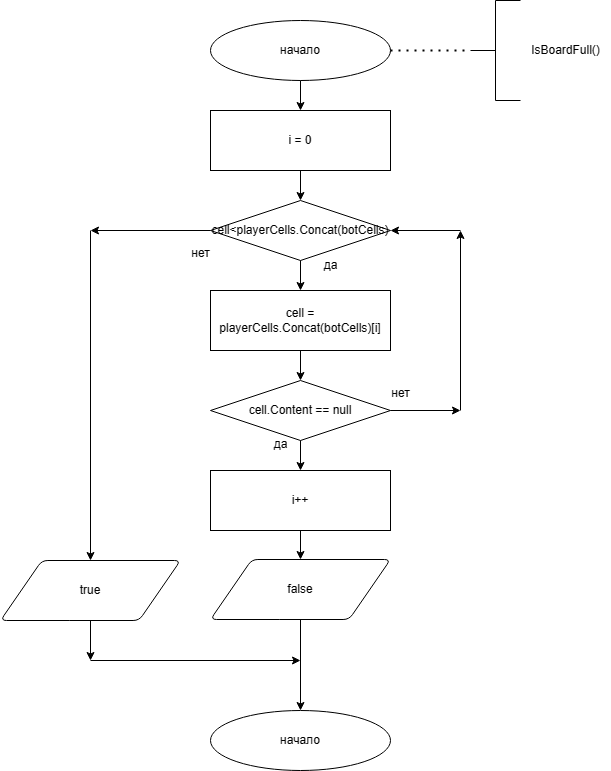 начало
IsBoardFull()
i = 0
cell<playerCells.Concat(botCells)
нет
да
cell =
playerCells.Concat(botCells)[i]
нет
cell.Content == null
да
i++
true
false
начало